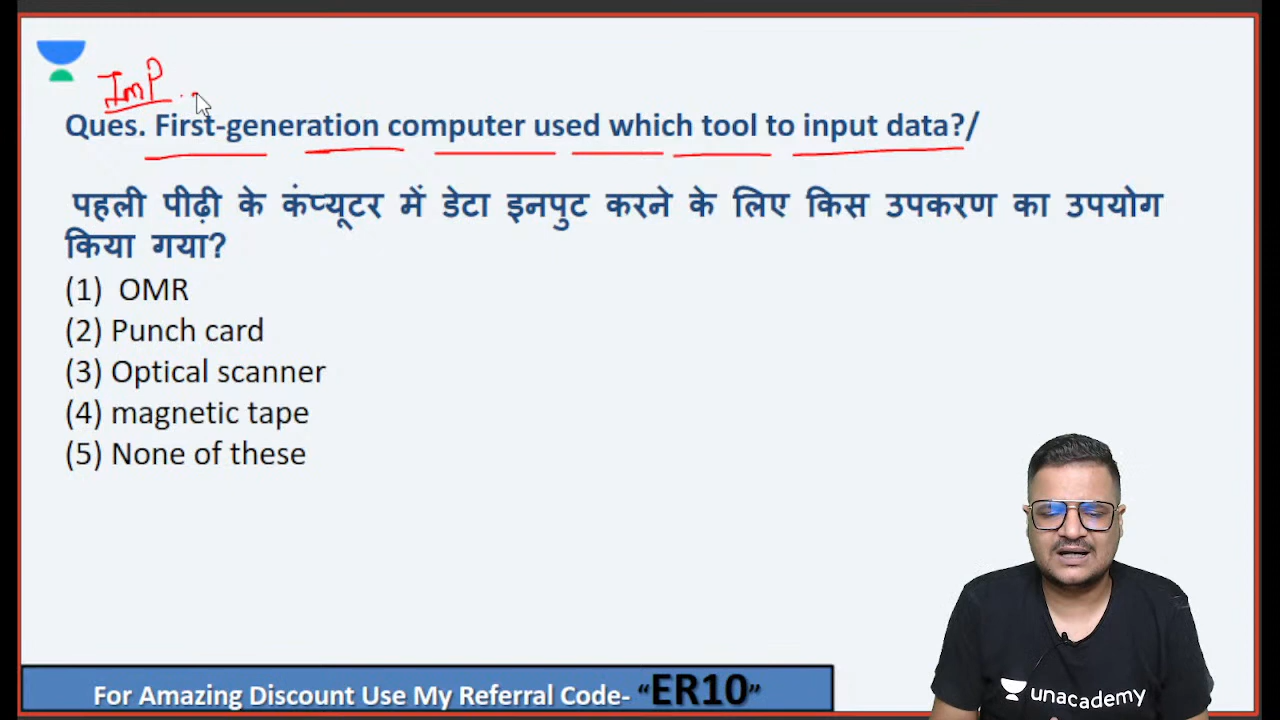 ImP
Ques. First-generation computer used which tool to input data?/
पहली पीढ़ी के कंप्यूटर में डेटा इनपुट करने के लिए किस उपकरण का उपयोग
किया गया?
(1) OMR
(2) Punch card
(3) Optical scanner
(4) magnetic tape
(5) None of these
unacademy
For Amazing Discount Use My Referral Code- “ER10”